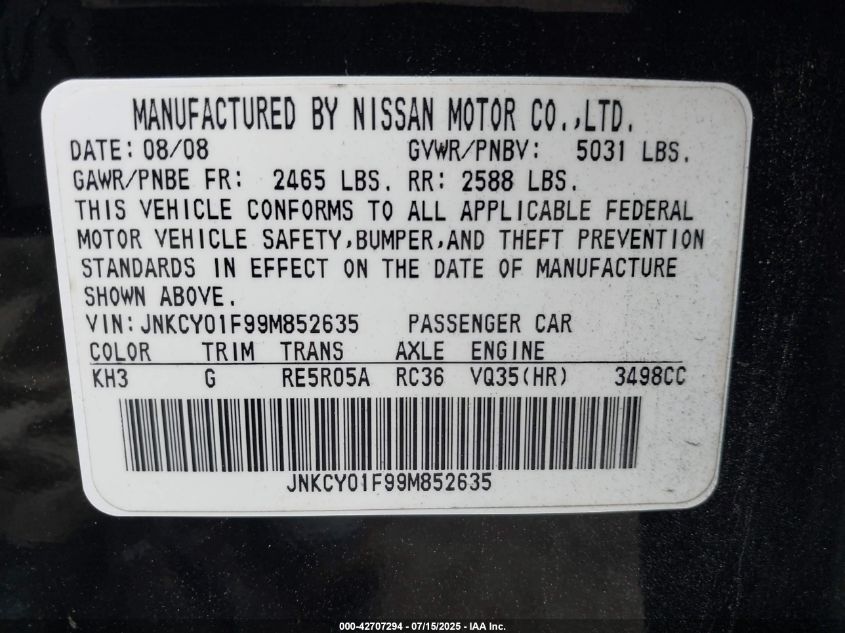 MANUFACTURED BY NISSAN MOTOR CO.,LTD.
DATE: 08/08 GVWR/PNBV: 5031 LBS.
GAWR/PNBE FR: 2465 LBS. RR: 2588 LBS.
THIS VEHICLE CONFORMS TO ALL APPLICABLE FEDERAL
MOTOR VEHICLE SAFETY,BUMPER,AND THEFT PREVENTION
STANDARDS IN EFFECT ON THE DATE OF MANUFACTURE
SHOWN ABOVE.
VIN: JNKCY01F99M852635 PASSENGER CAR
COLOR TRIM TRANS AXLE ENGINE
KH3 G RE5R05A RC36 VQ35(HR) 3498CC
JNKCY01F99M852635
000-42707294 - 07/15/2025 - IAA Inc.